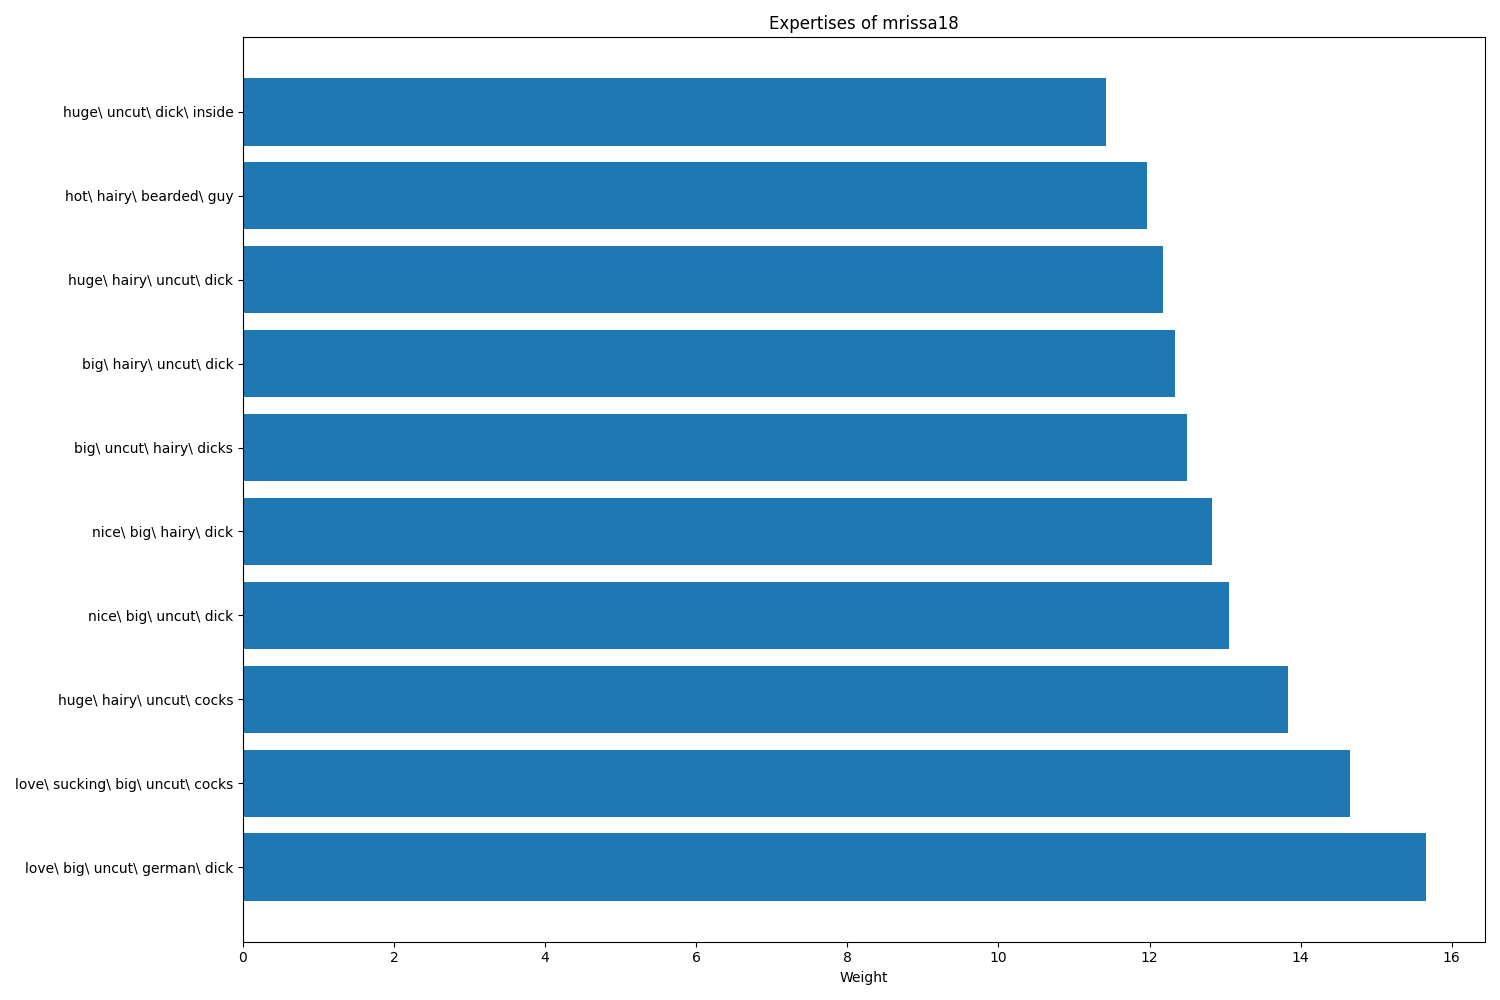 Expertises of mrissa18
huge\ uncut\ dick\ inside
hot\ hairy\ bearded\ guy
huge\ hairy\ uncut\ dick
big\ hairy\ uncut\ dick
big\ uncut\ hairy\ dicks
nice\ big\ hairy\ dick
nice\ big\ uncut\ dick
huge\ hairy\ uncut\ cocks
love\ sucking\ big\ uncut\ cocks
love\ big\ uncut\ german\ dick
0 2 4 6 8 10 12 14 16
Weight